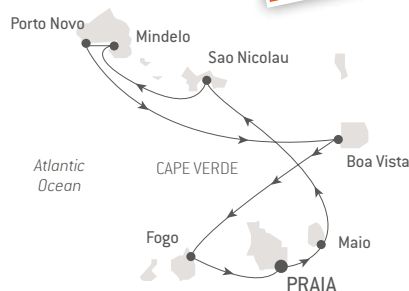 Porto Novo
Mindelo
Sao Nicolau
Boa Vista
Atlantic
Ocean
CAPE VERDE
Fogo
Maio
PRAIA